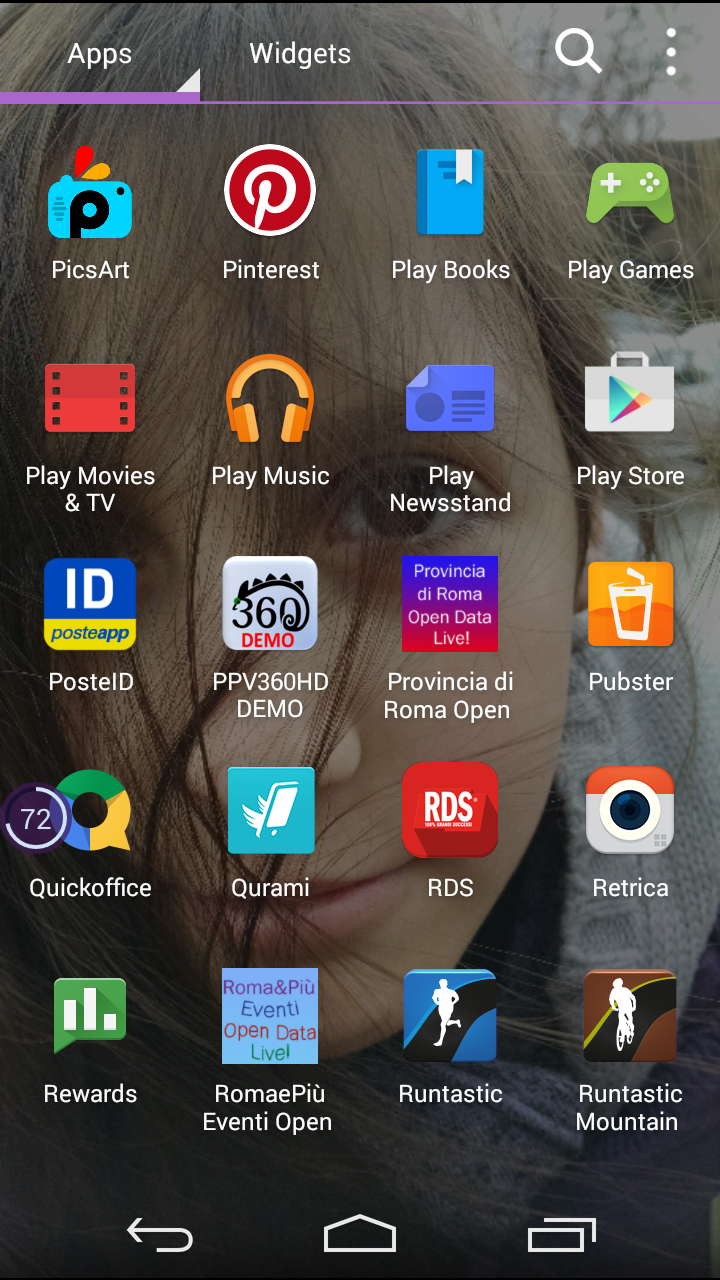 Apps
Widgets
PicsArt
Pinterest
Play Books
Play Games
Play Movies
& TV
Play Music
Play
Newsstand
Play Store
ID
posteapp
PosteID
360
DEMO
PPV360HD
DEMO
Provincia
di Roma
Open Data
Live!
Provincia di
Roma Open
Pubster
72
Quickoffice
Qurami
RDS
100% GRANDI SUCCESSI
RDS
Retrica
Rewards
Roma&Più
Eventi
Open Data
Live!
RomaePiù
Eventi Open
Runtastic
Runtastic
Mountain